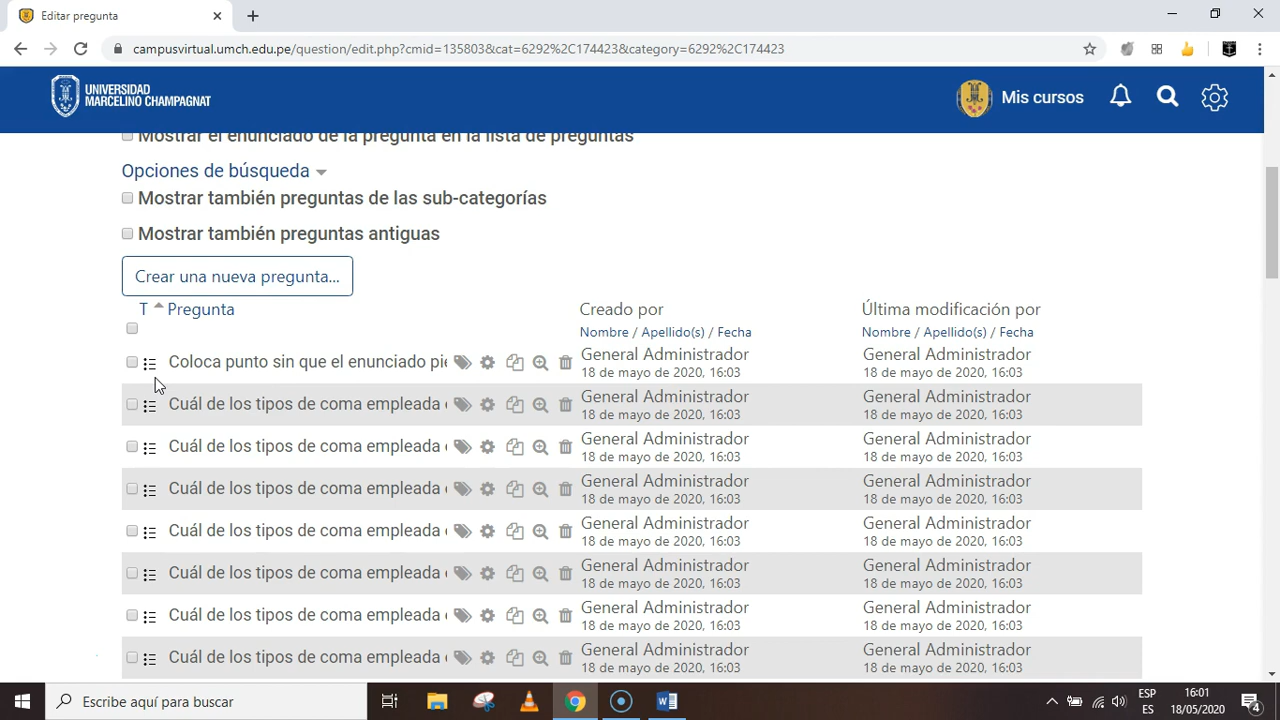 Editar pregunta
campusvirtual.umch.edu.pe/question/edit.php?cmid=135803&cat=6292%2C174423&category=6292%2C174423
UNIVERSIDAD
MARCELINO CHAMPAGNAT
Mis cursos
Mostrar el enunciado de la pregunta en la lista de preguntas
Opciones de búsqueda
Mostrar también preguntas de las sub-categorías
Mostrar también preguntas antiguas
Crear una nueva pregunta...
T Pregunta Creado por Última modificación por
Nombre / Apellido(s) / Fecha Nombre / Apellido(s) / Fecha
Coloca punto sin que el enunciado pie General Administrador General Administrador
18 de mayo de 2020, 16:03 18 de mayo de 2020, 16:03
Cuál de los tipos de coma empleada General Administrador General Administrador
18 de mayo de 2020, 16:03 18 de mayo de 2020, 16:03
Cuál de los tipos de coma empleada General Administrador General Administrador
18 de mayo de 2020, 16:03 18 de mayo de 2020, 16:03
Cuál de los tipos de coma empleada General Administrador General Administrador
18 de mayo de 2020, 16:03 18 de mayo de 2020, 16:03
Cuál de los tipos de coma empleada General Administrador General Administrador
18 de mayo de 2020, 16:03 18 de mayo de 2020, 16:03
Cuál de los tipos de coma empleada General Administrador General Administrador
18 de mayo de 2020, 16:03 18 de mayo de 2020, 16:03
Cuál de los tipos de coma empleada General Administrador General Administrador
18 de mayo de 2020, 16:03 18 de mayo de 2020, 16:03
Cuál de los tipos de coma empleada General Administrador General Administrador
18 de mayo de 2020, 16:03 18 de mayo de 2020, 16:03
Escribe aquí para buscar
ESP 16:01
ES 18/05/2020 4